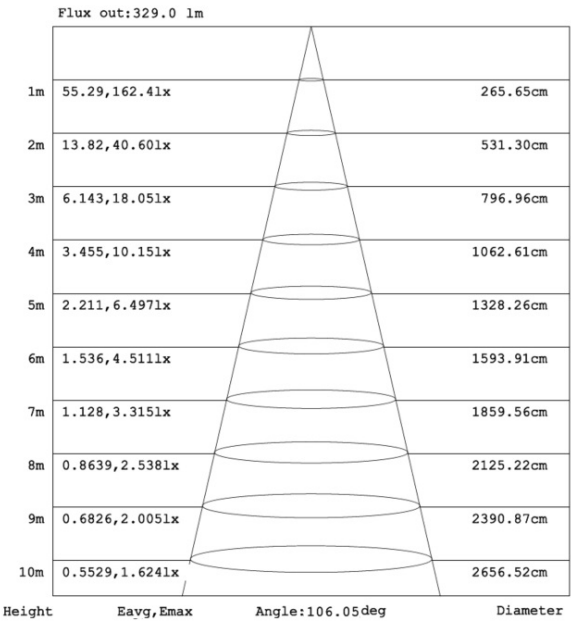 Flux out:329.0 lm
1m 55.29,162.4lx 265.65cm
2m 13.82,40.60lx 531.30cm
3m 6.143,18.05lx 796.96cm
4m 3.455,10.15lx 1062.61cm
5m 2.211,6.497lx 1328.26cm
6m 1.536,4.511lx 1593.91cm
7m 1.128,3.315lx 1859.56cm
8m 0.8639,2.538lx 2125.22cm
9m 0.6826,2.005lx 2390.87cm
10m 0.5529,1.624lx 2656.52cm
Height Eavg,Emax Angle:106.05deg Diameter